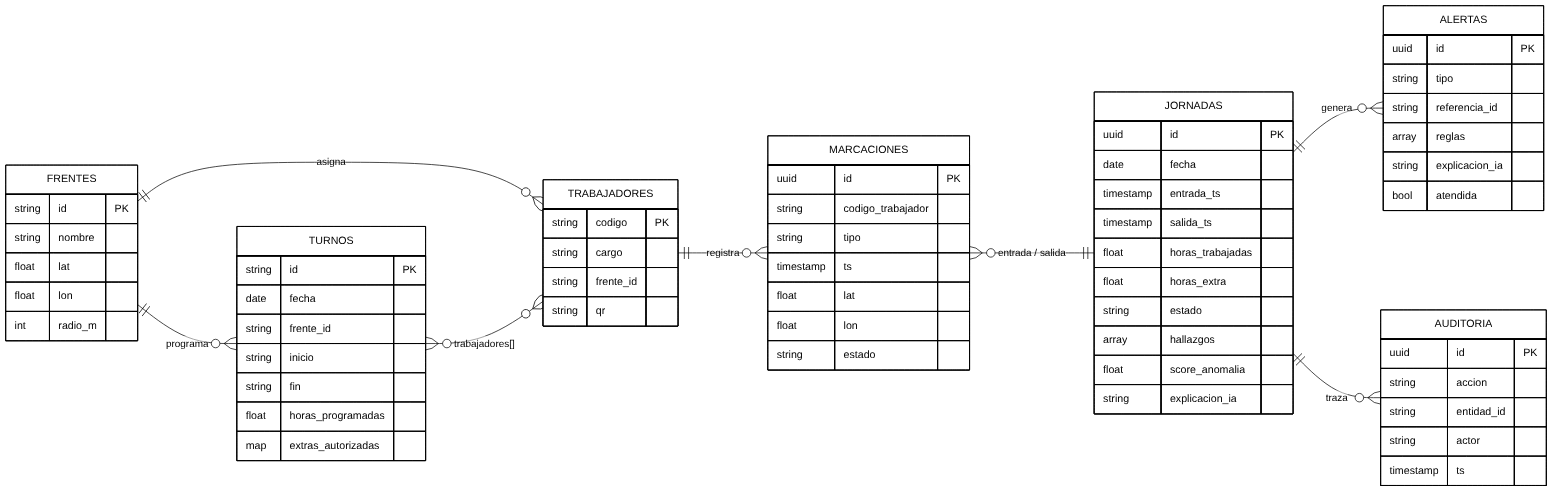 FRENTES
string id PK
string nombre
float lat
float lon
int radio_m
asigna
programa
TURNOS
string id PK
date fecha
string frente_id
string inicio
string fin
float horas_programadas
map extras_autorizadas
trabajadores[]
TRABAJADORES
string codigo PK
string cargo
string frente_id
string qr
registra
MARCACIONES
uuid id PK
string codigo_trabajador
string tipo
timestamp ts
float lat
float lon
string estado
entrada / salida
JORNADAS
uuid id PK
date fecha
timestamp entrada_ts
timestamp salida_ts
float horas_trabajadas
float horas_extra
string estado
array hallazgos
float score_anomalia
string explicacion_ia
genera
ALERTAS
uuid id PK
string tipo
string referencia_id
array reglas
string explicacion_ia
bool atendida
traza
AUDITORIA
uuid id PK
string accion
string entidad_id
string actor
timestamp ts